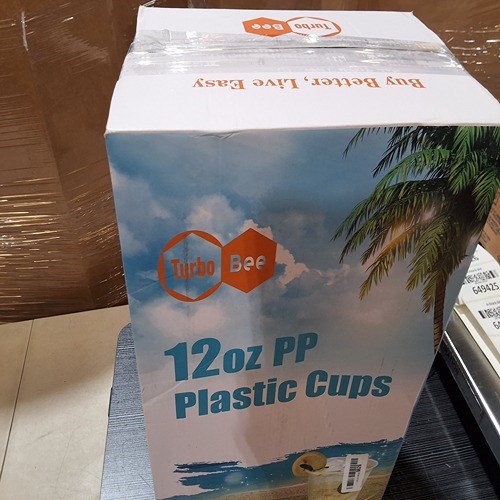 Turbo
Bee
Buy Better, Live Easy
Turbo
Bee
12oz PP
Plastic Cups
649425